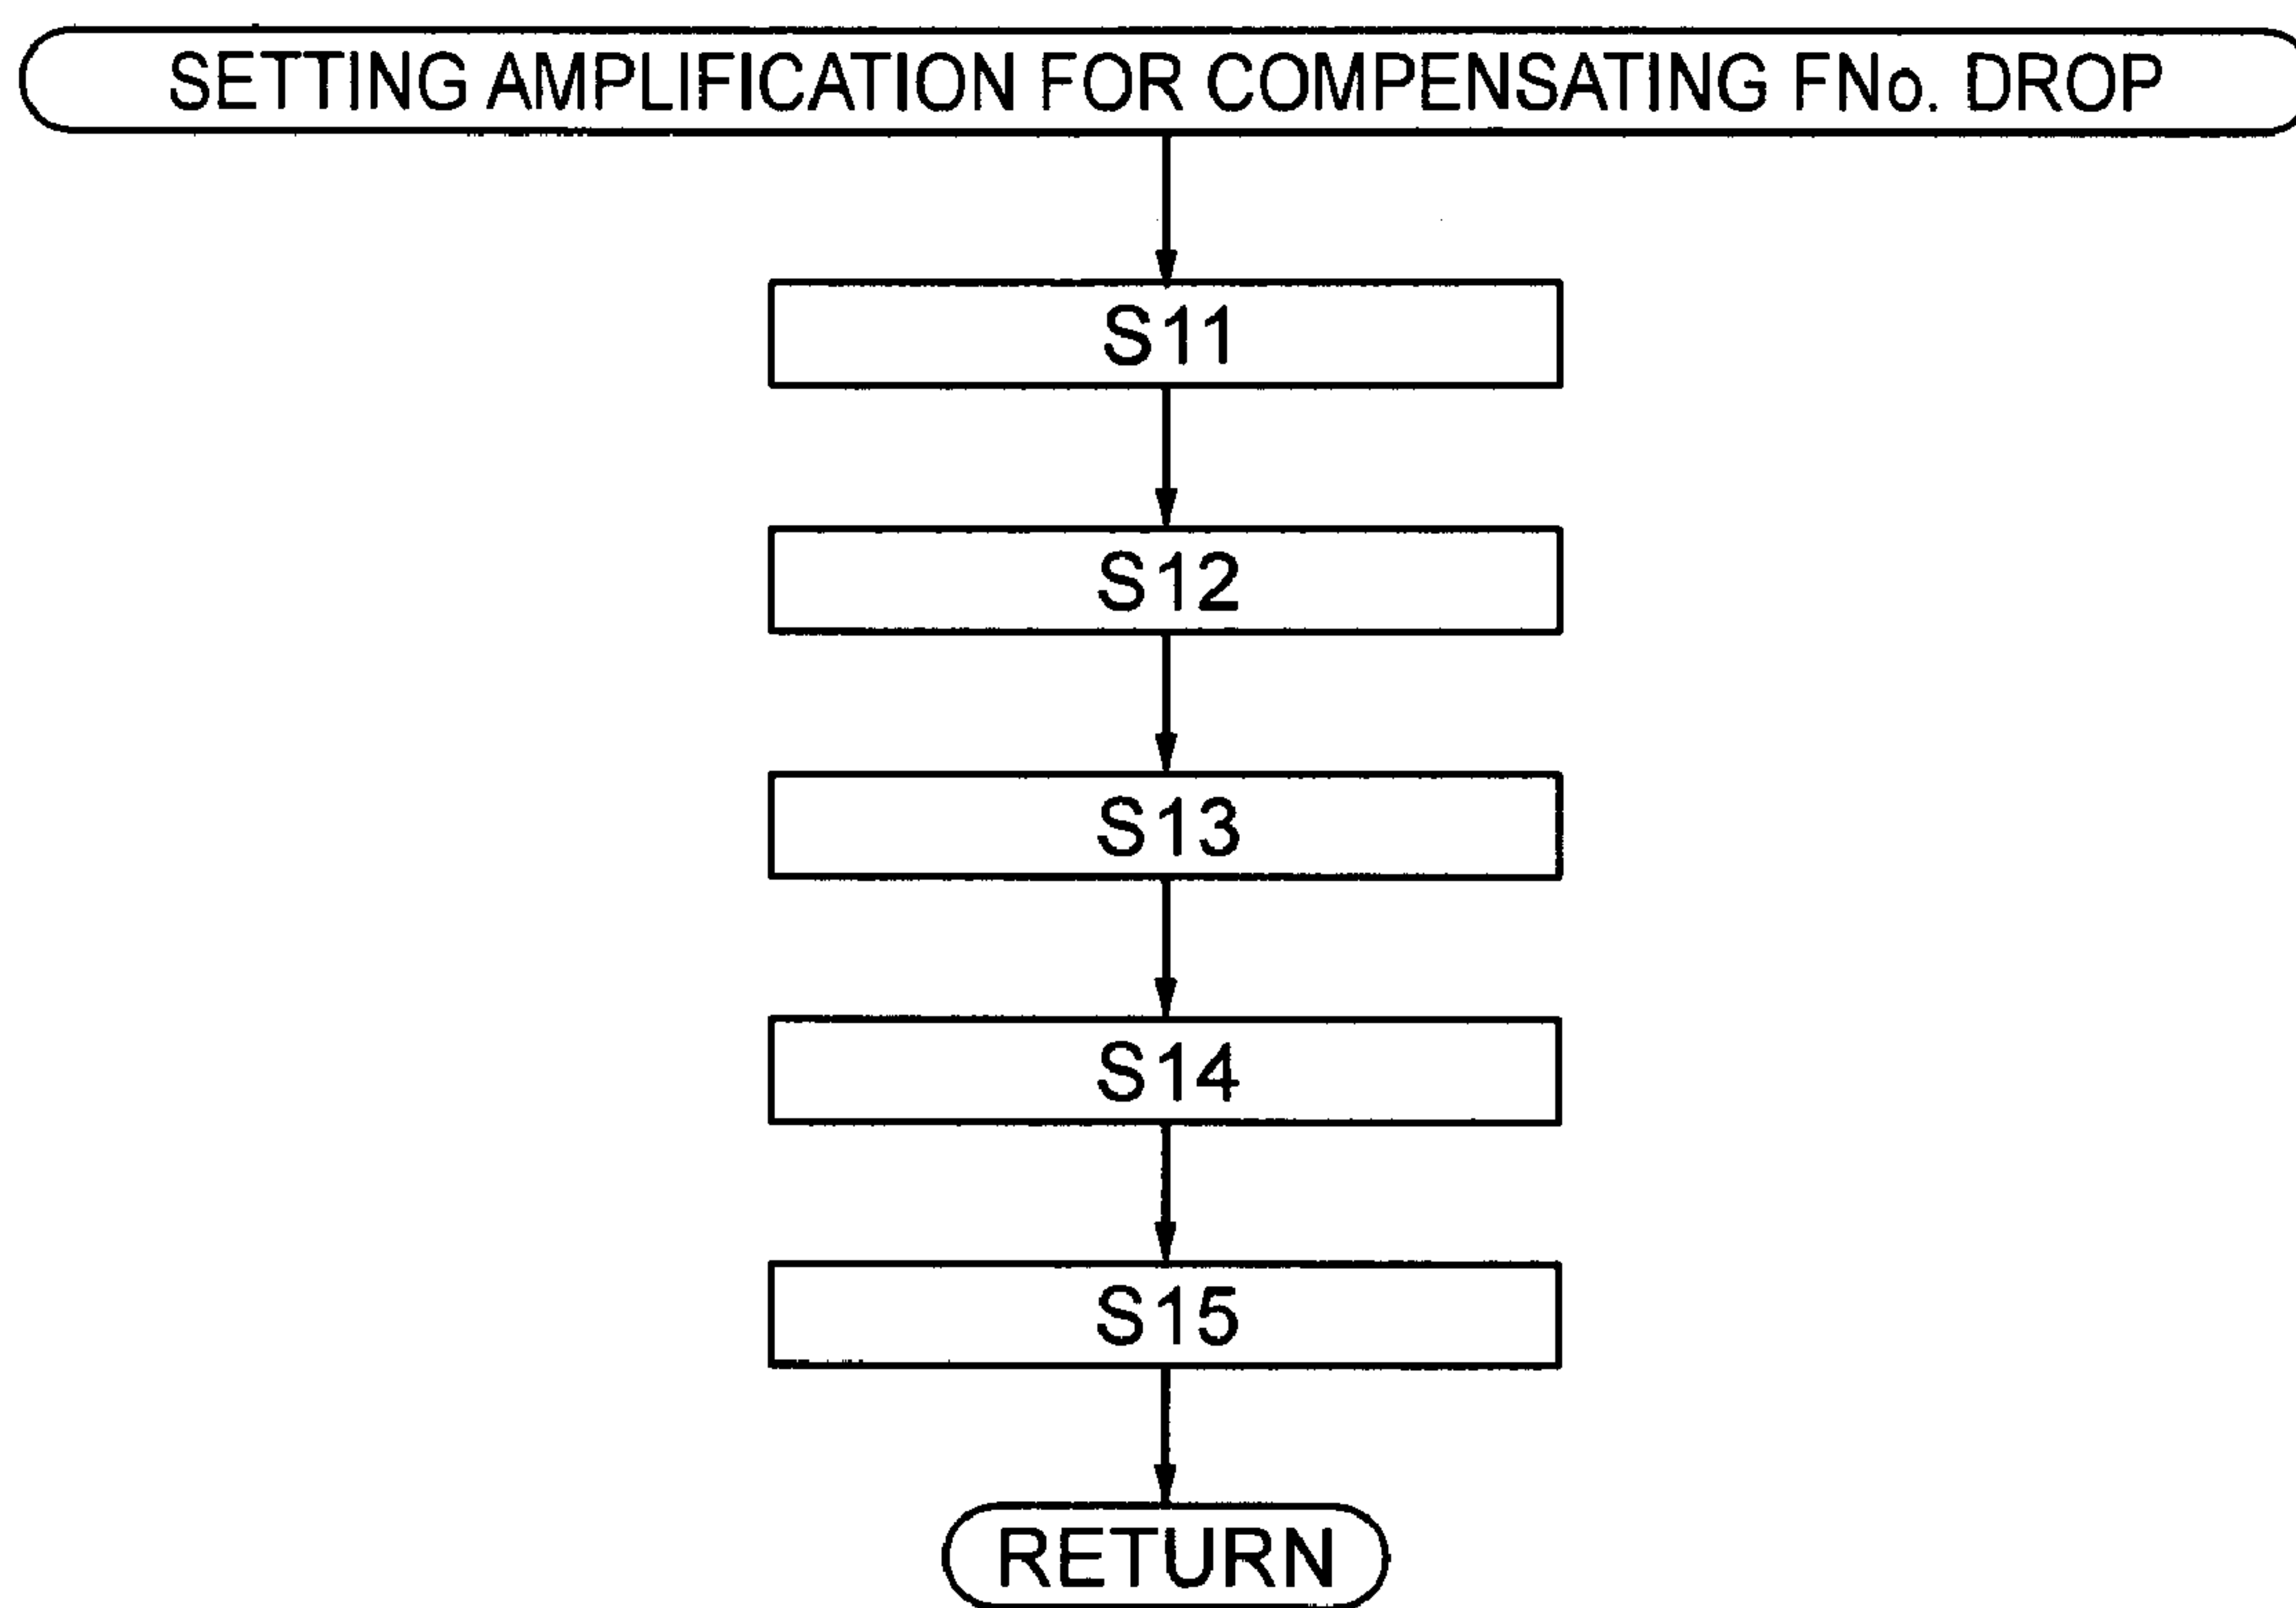 SETTING AMPLIFICATION FOR COMPENSATING FNo. DROP
S11
S12
S13
S14
S15
RETURN